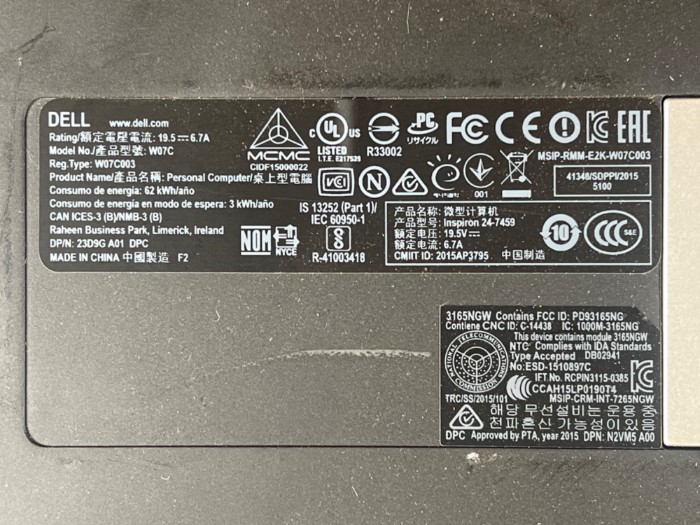 DELL www.dell.com
Rating/額定電壓電流: 19.5⎓6.7A
Model No./產品型號: W07C
Reg.Type: W07C003
Product Name/產品名稱: Personal Computer/桌上型電腦
Consumo de energía: 62 kWh/año
Consumo de energía en modo de espera: 3 kWh/año
CAN ICES-3 (B)/NMB-3 (B)
Raheen Business Park, Limerick, Ireland
DP/N: 23D9G A01 DPC
MADE IN CHINA 中國製造 F2
MCMC
CIDF15000022
c UL us
LISTED
I.T.E. E317535
R33002
PC
リサイクル
FC CE EAC
MSIP-RMM-E2K-W07C003
VCI
N
001
41346/SDPPI/2015
5100
IS 13252 (Part 1)/
IEC 60950-1
NOM
NYCE
R-41003418
产品名称: 微型计算机
产品型号: Inspiron 24-7459
额定电压: 19.5V⎓
额定电流: 6.7A
CMIIT ID: 2015AP3795 中国制造
10
CCC
S&E
3165NGW Contains FCC ID: PD93165NG
Contiene CNC ID: C-14438 IC: 1000M-3165NG
This device contains module 3165NGW
NTC Complies with IDA Standards
Type Accepted DB02941
No:ESD-1510897C
IFT.No. RCPIN3115-0385
CCAH15LP0190T4
TRC/SS/2015/101
MSIP-CRM-INT-7265NGW
해당 무선설비는 운용 중
전파혼신 가능성이 있음
DPC Approved by PTA, year 2015 DPN: N2VM5 A00